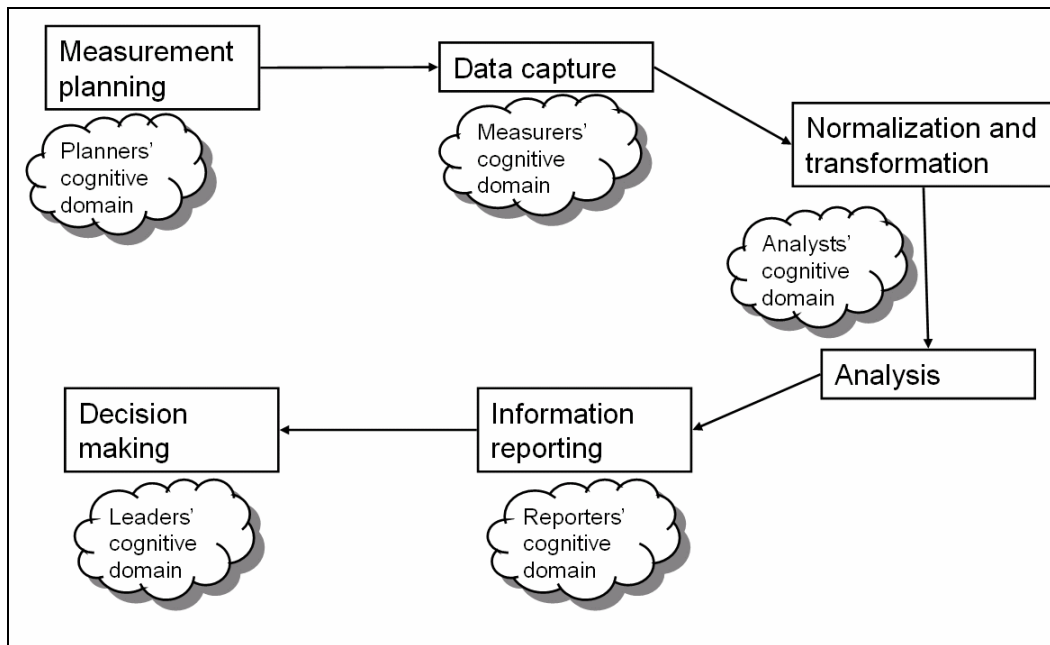 Measurement
planning
Data capture
Normalization and
transformation
Planners’
cognitive
domain
Measurers’
cognitive
domain
Analysts’
cognitive
domain
Analysis
Information
reporting
Decision
making
Reporters’
cognitive
domain
Leaders’
cognitive
domain